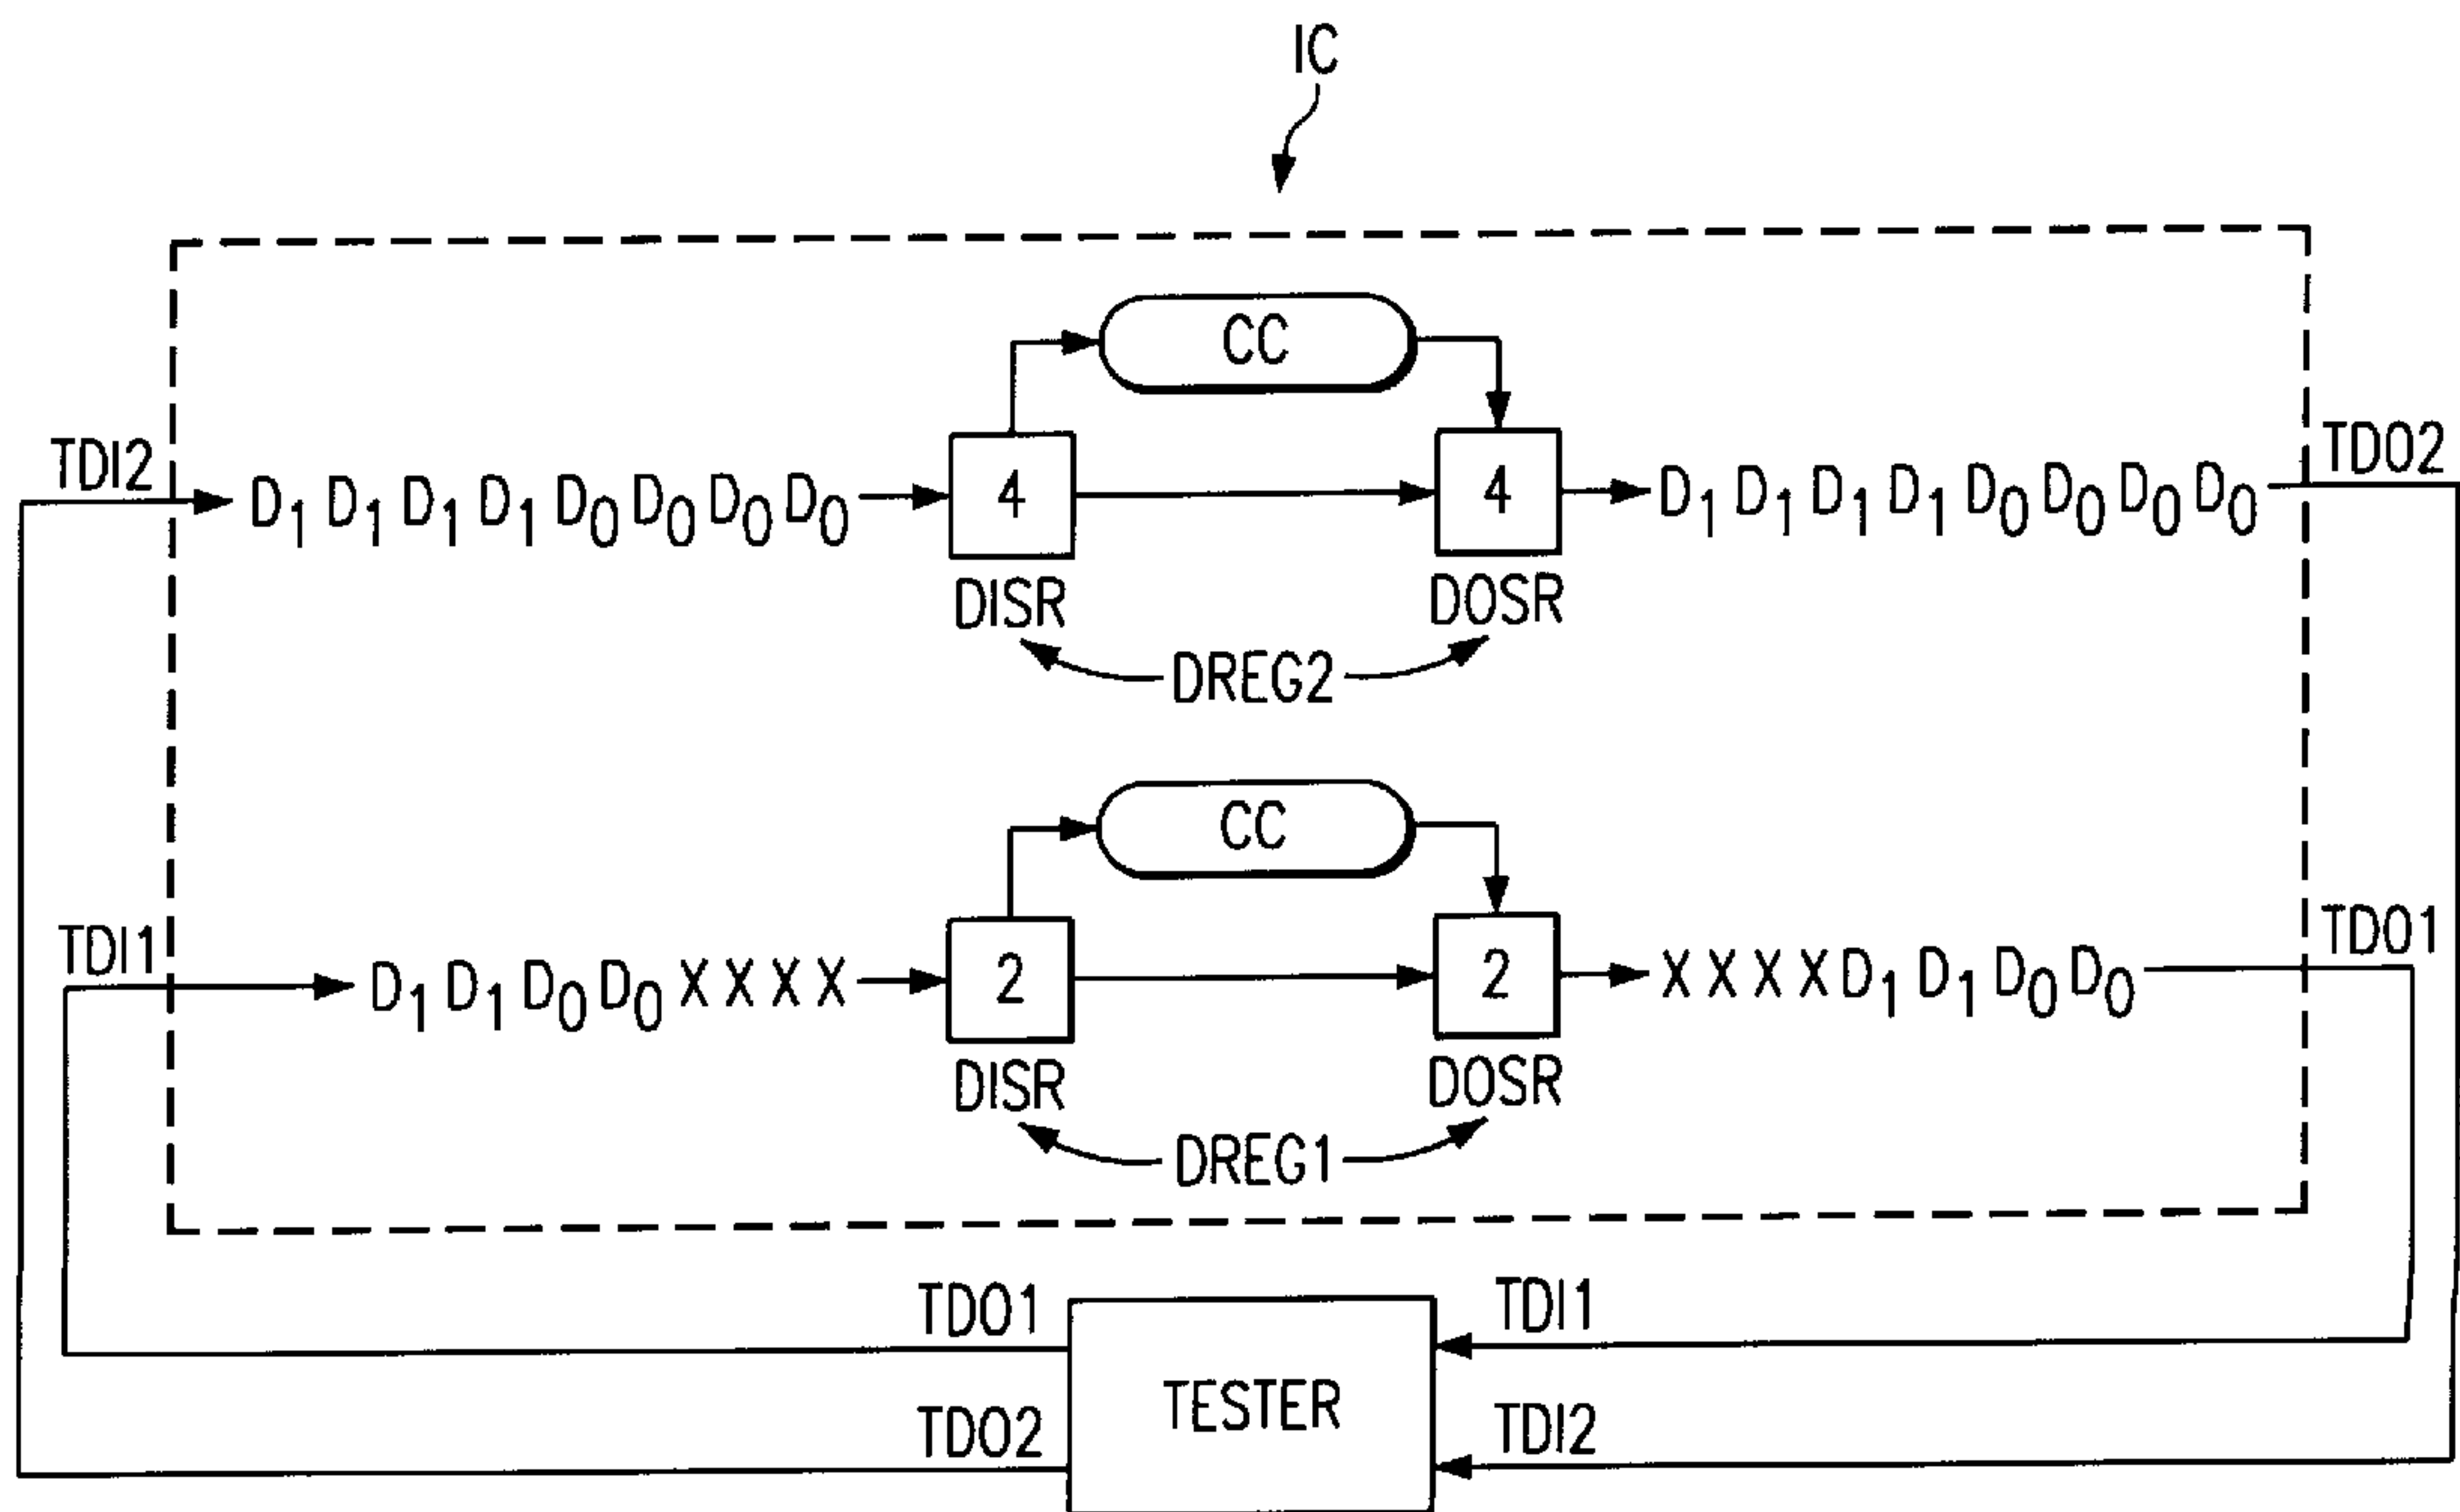 IC
CC
TDI2
D1 D1 D1 D1 D0 D0 D0 D0
4
4
D1 D1 D1 D1 D0 D0 D0 D0
TDO2
DISR
DOSR
DREG2
CC
TDI1
D1 D1 D0 D0 X X X X
2
2
X X X X D1 D1 D0 D0
TDO1
DISR
DOSR
DREG1
TDO1
TDI1
TESTER
TDO2
TDI2